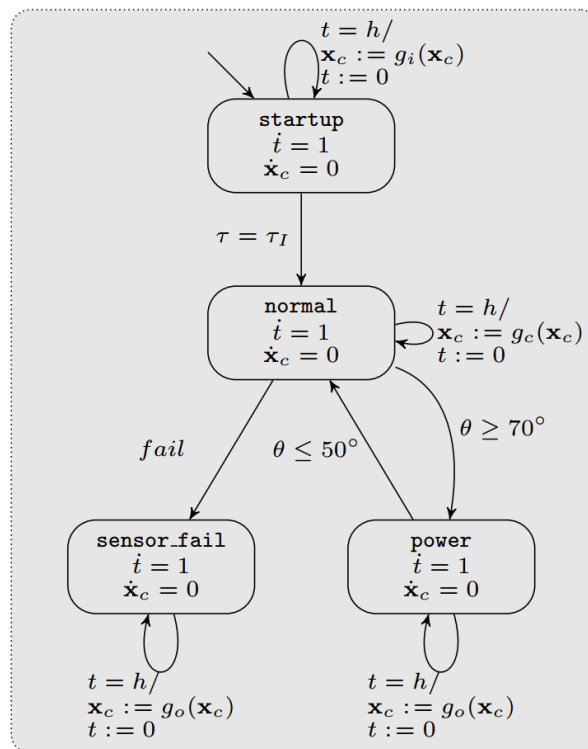 t = h/
𝐱_c := g_i(𝐱_c)
t := 0
startup
ṫ = 1
𝐱̇_c = 0
τ = τ_I
normal
ṫ = 1
𝐱̇_c = 0
t = h/
𝐱_c := g_c(𝐱_c)
t := 0
fail
θ ≤ 50°
θ ≥ 70°
sensor_fail
ṫ = 1
𝐱̇_c = 0
power
ṫ = 1
𝐱̇_c = 0
t = h/
𝐱_c := g_o(𝐱_c)
t := 0
t = h/
𝐱_c := g_o(𝐱_c)
t := 0